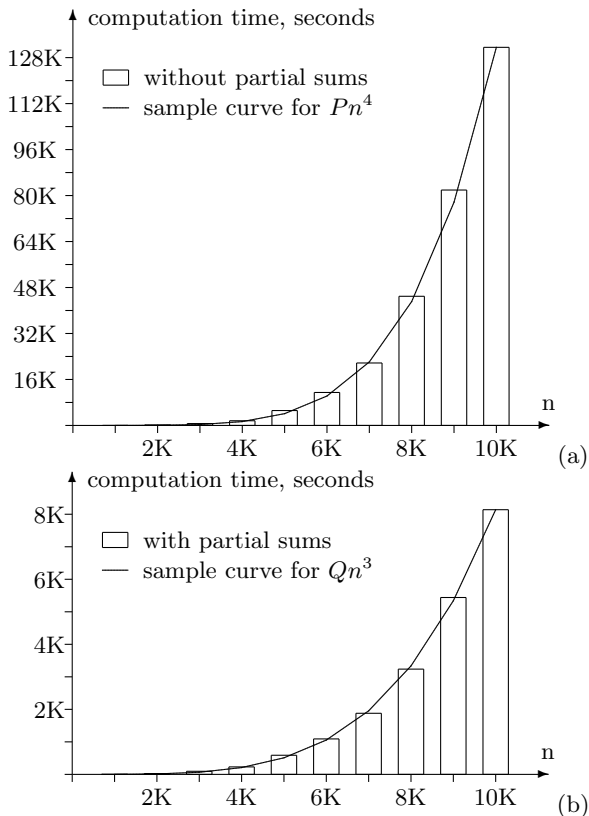 computation time, seconds
128K
without partial sums
112K
sample curve for Pn⁴
96K
80K
64K
48K
32K
16K
n
2K 4K 6K 8K 10K
(a)
computation time, seconds
8K
with partial sums
sample curve for Qn³
6K
4K
2K
n
2K 4K 6K 8K 10K
(b)